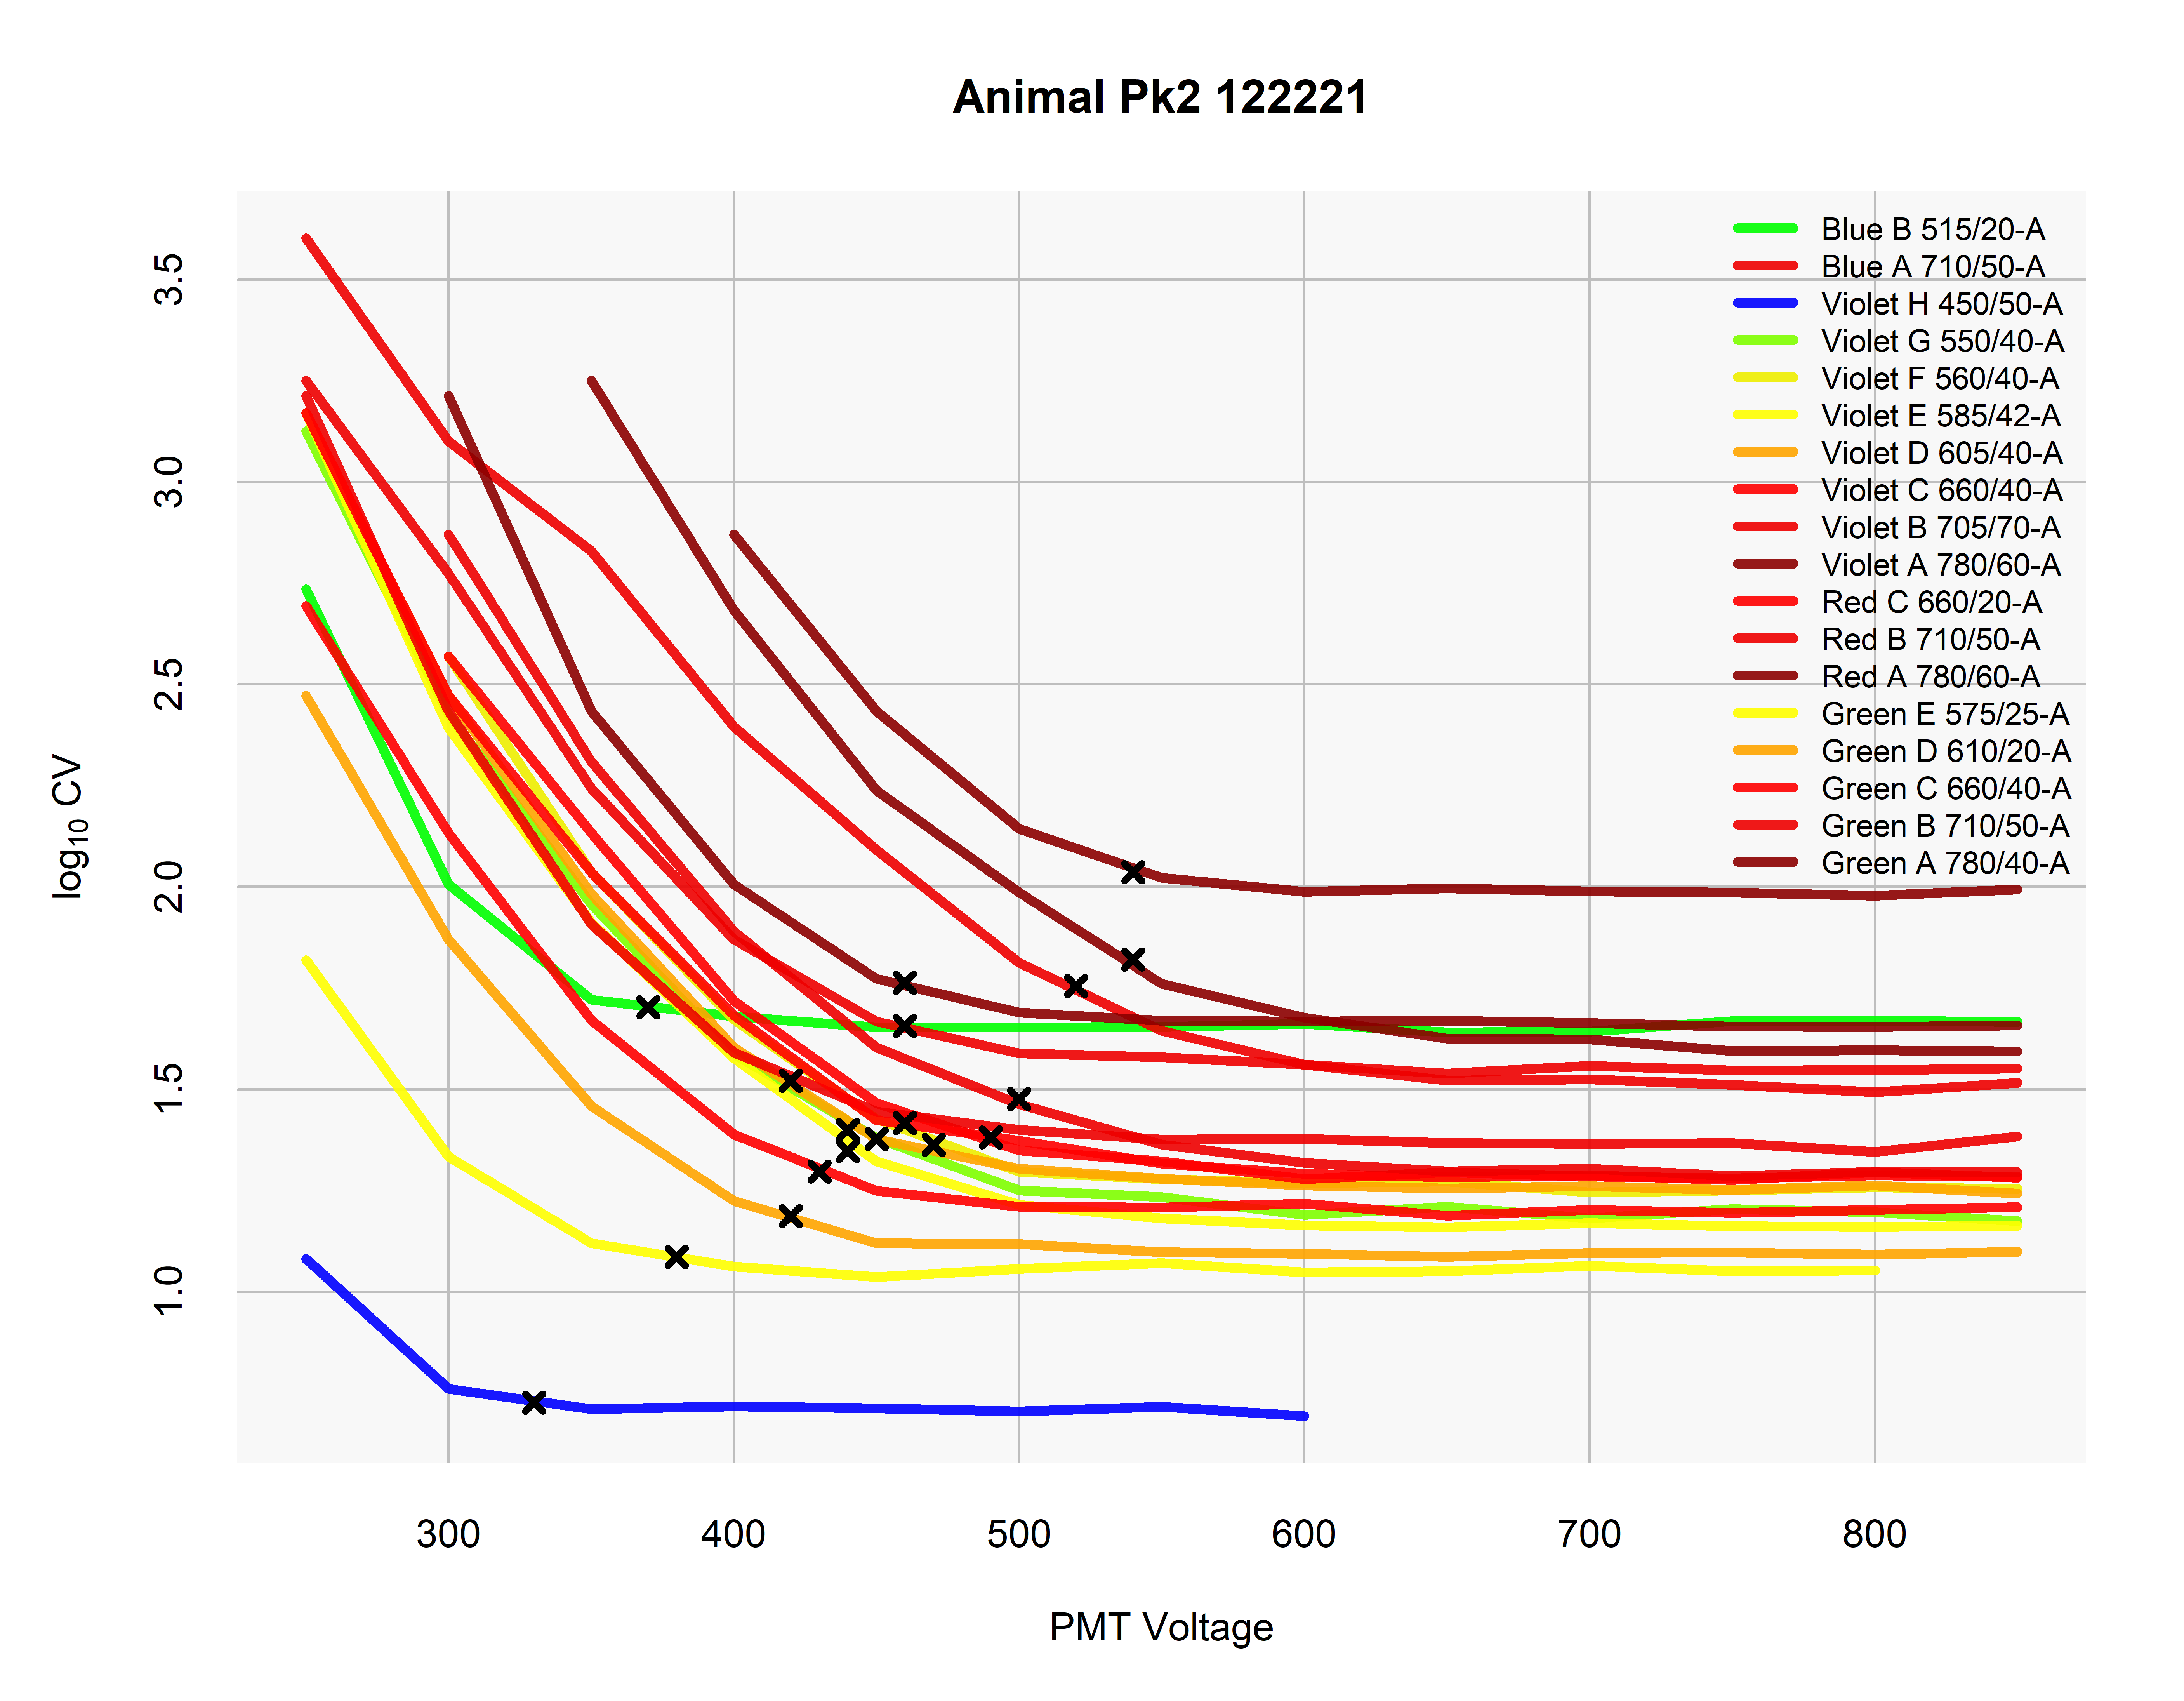 Animal Pk2 122221
3.5
3.0
2.5
2.0
1.5
1.0
log10 CV
Blue B 515/20-A
Blue A 710/50-A
Violet H 450/50-A
Violet G 550/40-A
Violet F 560/40-A
Violet E 585/42-A
Violet D 605/40-A
Violet C 660/40-A
Violet B 705/70-A
Violet A 780/60-A
Red C 660/20-A
Red B 710/50-A
Red A 780/60-A
Green E 575/25-A
Green D 610/20-A
Green C 660/40-A
Green B 710/50-A
Green A 780/40-A
300 400 500 600 700 800
PMT Voltage